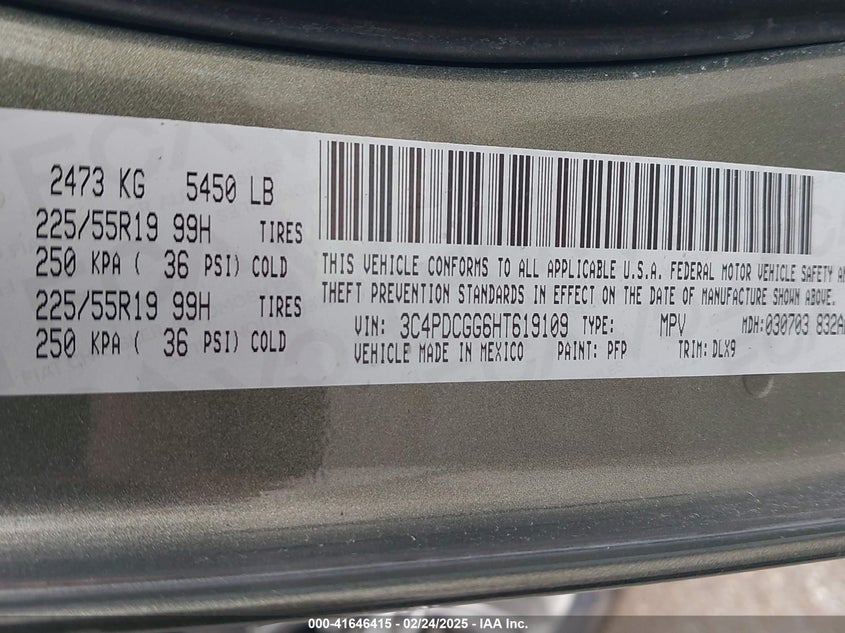 2473 KG 5450 LB
225/55R19 99H TIRES
250 KPA ( 36 PSI) COLD
225/55R19 99H TIRES
250 KPA ( 36 PSI) COLD
THIS VEHICLE CONFORMS TO ALL APPLICABLE U.S.A. FEDERAL MOTOR VEHICLE SAFETY
THEFT PREVENTION STANDARDS IN EFFECT ON THE DATE OF MANUFACTURE SHOWN ABOVE.
VIN: 3C4PDCGG6HT619109 TYPE: MPV MDH: 030703 832A
VEHICLE MADE IN MEXICO PAINT: PFP TRIM: DLX9
000-41646415 - 02/24/2025 - IAA Inc.